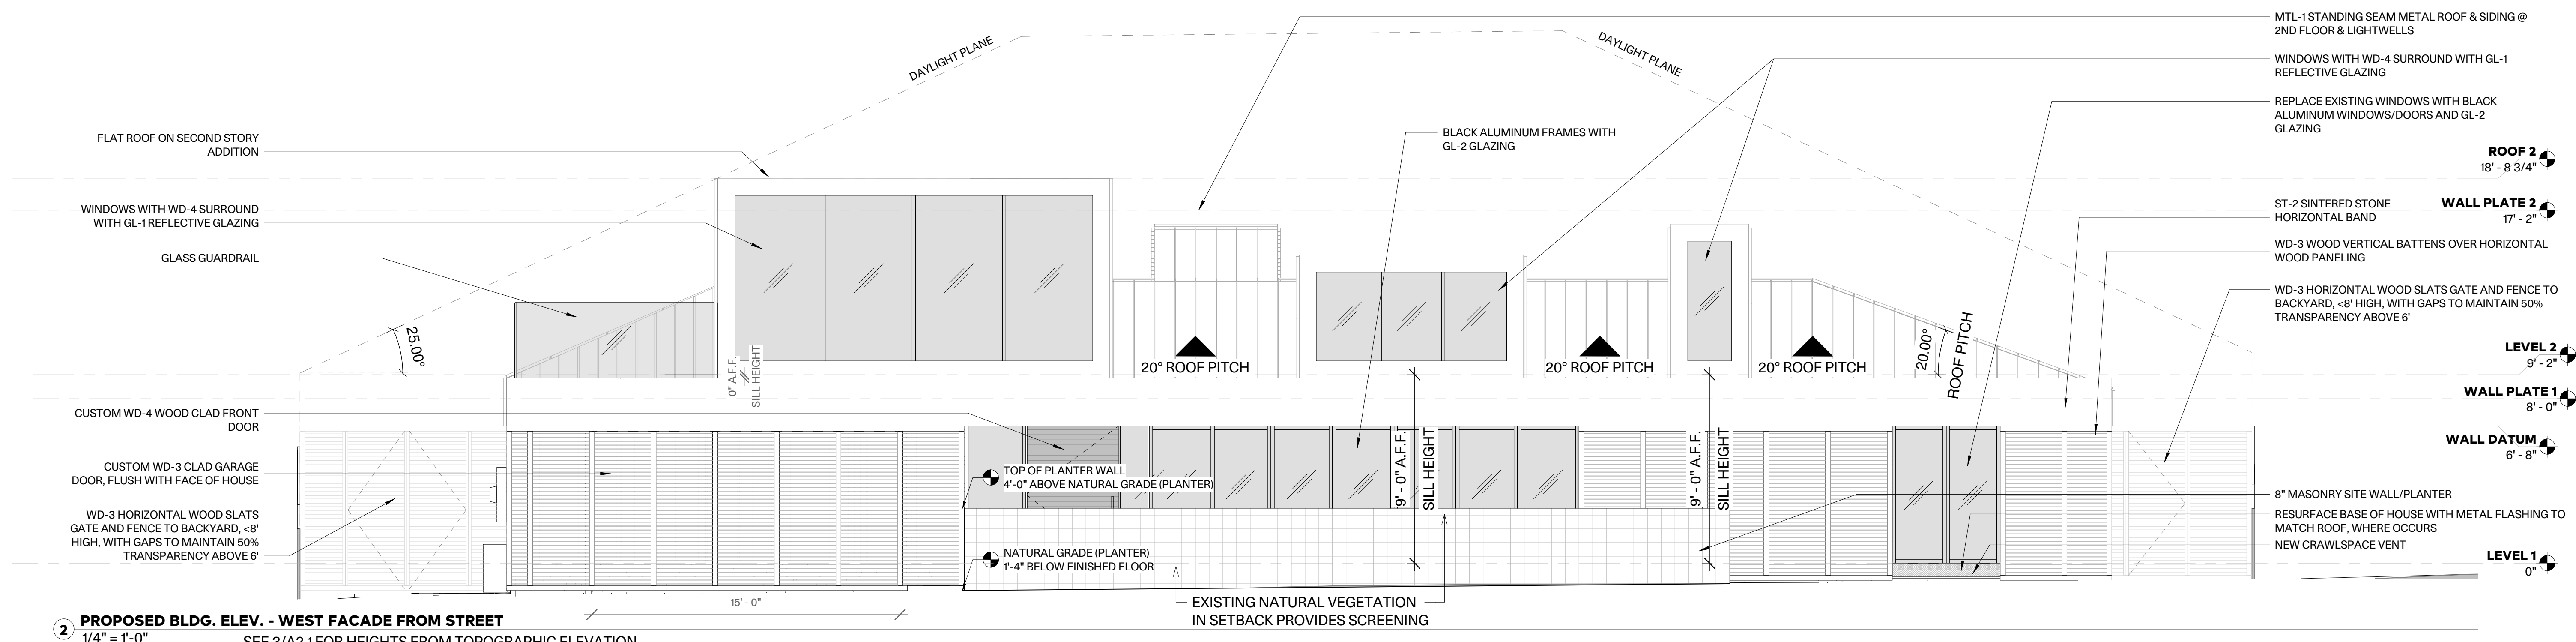 MTL-1 STANDING SEAM METAL ROOF & SIDING @
2ND FLOOR & LIGHTWELLS
DAYLIGHT PLANE
DAYLIGHT PLANE
WINDOWS WITH WD-4 SURROUND WITH GL-1
REFLECTIVE GLAZING
REPLACE EXISTING WINDOWS WITH BLACK
ALUMINUM WINDOWS/DOORS AND GL-2
GLAZING
FLAT ROOF ON SECOND STORY
ADDITION
BLACK ALUMINUM FRAMES WITH
GL-2 GLAZING
ROOF 2
18' - 8 3/4"
WINDOWS WITH WD-4 SURROUND
WITH GL-1 REFLECTIVE GLAZING
ST-2 SINTERED STONE
HORIZONTAL BAND
WALL PLATE 2
17' - 2"
GLASS GUARDRAIL
WD-3 WOOD VERTICAL BATTENS OVER HORIZONTAL
WOOD PANELING
WD-3 HORIZONTAL WOOD SLATS GATE AND FENCE TO
BACKYARD, <8' HIGH, WITH GAPS TO MAINTAIN 50%
TRANSPARENCY ABOVE 6'
25.00°
0" A.F.F.
SILL HEIGHT
20° ROOF PITCH
20° ROOF PITCH
20° ROOF PITCH
20.00°
ROOF PITCH
LEVEL 2
9' - 2"
WALL PLATE 1
8' - 0"
CUSTOM WD-4 WOOD CLAD FRONT
DOOR
WALL DATUM
6' - 8"
CUSTOM WD-3 CLAD GARAGE
DOOR, FLUSH WITH FACE OF HOUSE
TOP OF PLANTER WALL
4'-0" ABOVE NATURAL GRADE (PLANTER)
9' - 0" A.F.F.
SILL HEIGHT
9' - 0" A.F.F.
SILL HEIGHT
8" MASONRY SITE WALL/PLANTER
WD-3 HORIZONTAL WOOD SLATS
GATE AND FENCE TO BACKYARD, <8'
HIGH, WITH GAPS TO MAINTAIN 50%
TRANSPARENCY ABOVE 6'
RESURFACE BASE OF HOUSE WITH METAL FLASHING TO
MATCH ROOF, WHERE OCCURS
NEW CRAWLSPACE VENT
NATURAL GRADE (PLANTER)
1'-4" BELOW FINISHED FLOOR
LEVEL 1
0"
15' - 0"
EXISTING NATURAL VEGETATION
IN SETBACK PROVIDES SCREENING
2
PROPOSED BLDG. ELEV. - WEST FACADE FROM STREET
1/4" = 1'-0"
SEE 3/A2.1 FOR HEIGHTS FROM TOPOGRAPHIC ELEVATION